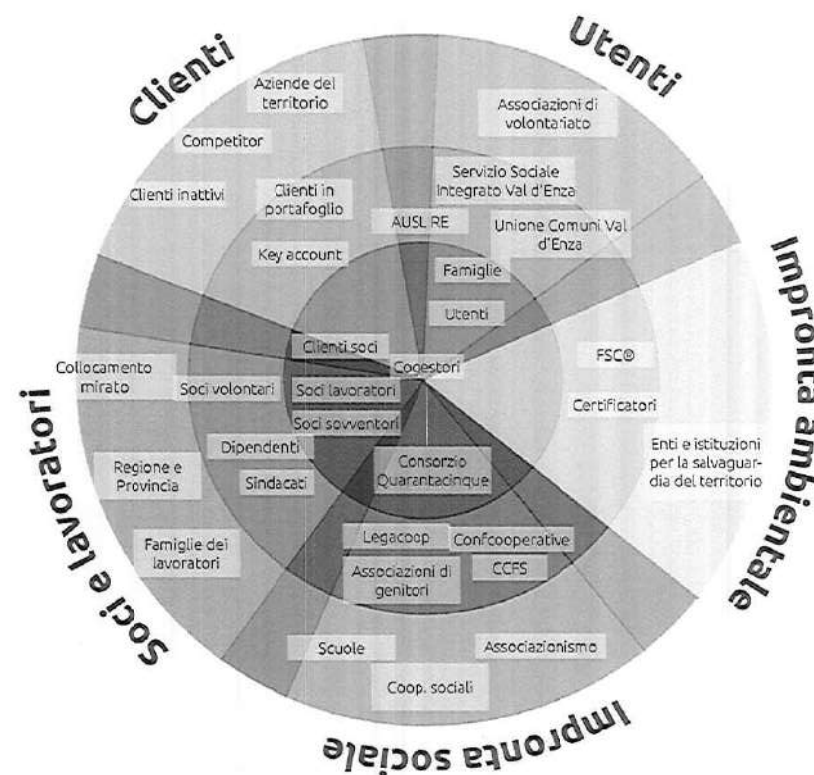 Clienti
Utenti
Aziende del
territorio
Associazioni di
volontariato
Competitor
Clienti inattivi
Clienti in
portafoglio
Servizio Sociale
Integrato Val d'Enza
AUSL RE
Unione Comuni Val
d'Enza
Key account
Famiglie
Utenti
Impronta ambientale
Clienti soci
Cogestori
FSC®
Collocamento
mirato
Soci volontari
Soci lavoratori
Certificatori
Soci sovventori
Dipendenti
Enti e istituzioni
per la salvaguar-
dia del territorio
Consorzio
Quarantacinque
Regione e
Provincia
Sindacati
Soci e lavoratori
Legacoop
Confcooperative
Famiglie dei
lavoratori
CCFS
Associazioni di
genitori
Scuole
Associazionismo
Coop. sociali
Impronta sociale